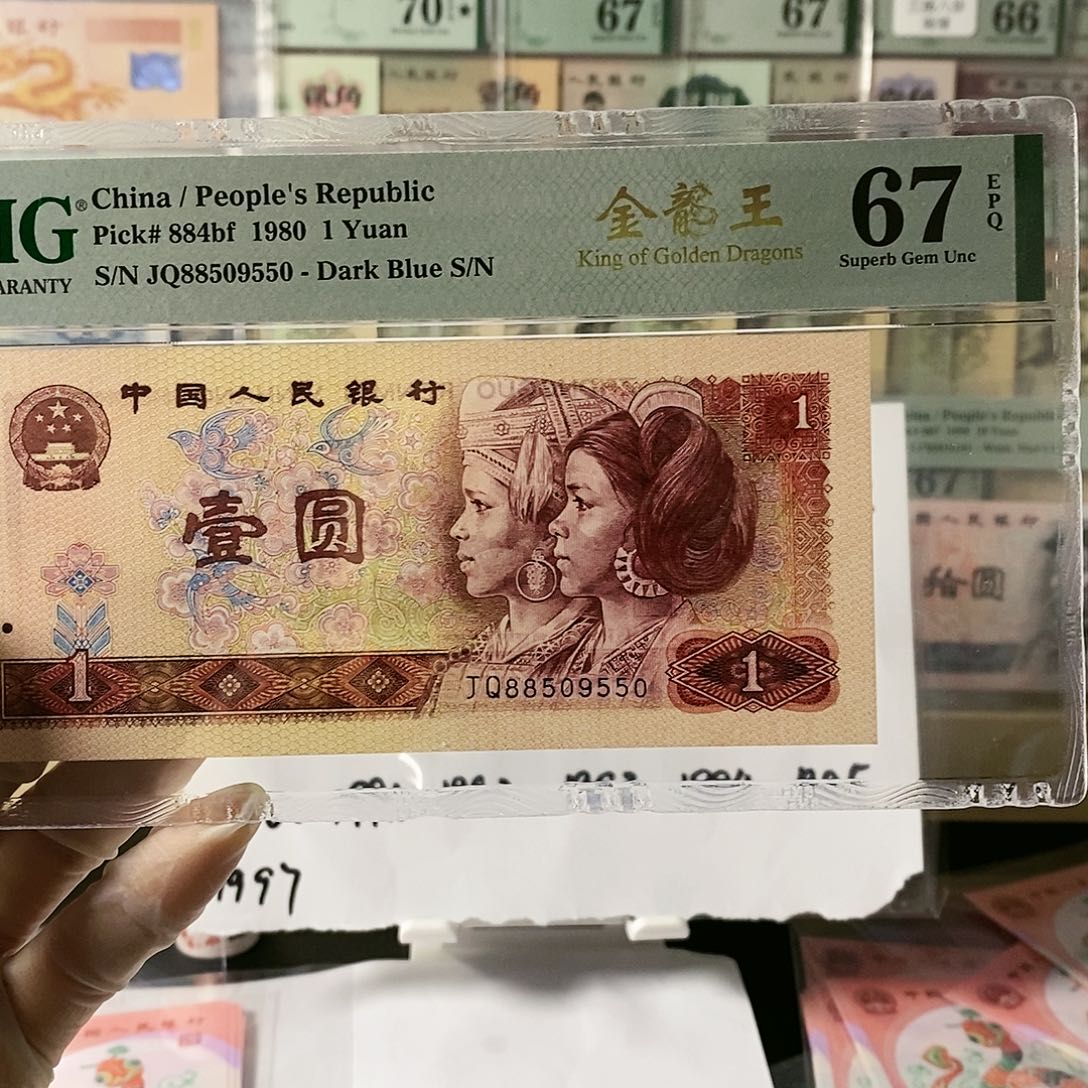 70★
67
67
66
MG®
ARANTY
China / People's Republic
Pick# 884bf 1980 1 Yuan
S/N JQ88509550 - Dark Blue S/N
金龍王
King of Golden Dragons
67
EPQ
Superb Gem Unc
中国人民银行
1
壹圆
1
JQ88509550
1
67
拾圆
1997